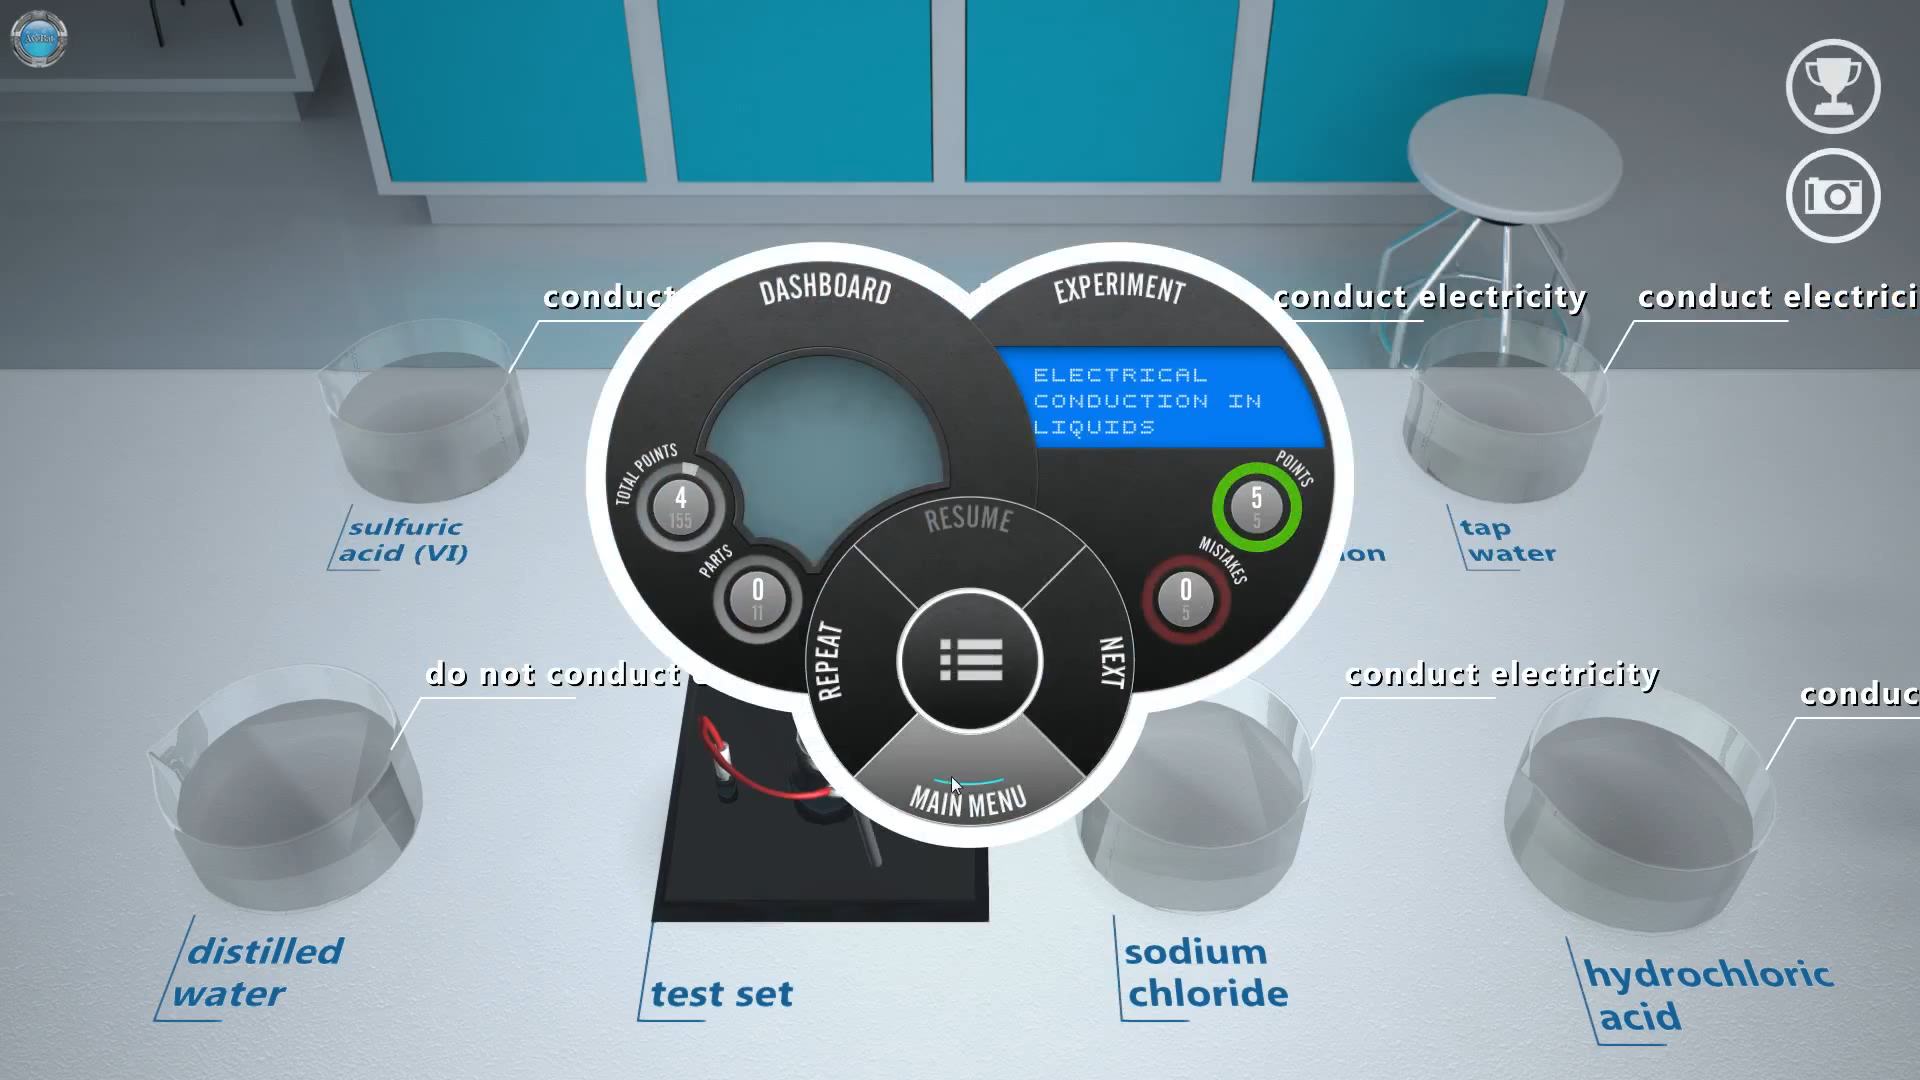 AceBat
DASHBOARD
EXPERIMENT
conduct
conduct electricity
conduct electrici
ELECTRICAL
CONDUCTION IN
LIQUIDS
TOTAL POINTS
4
155
PARTS
0
11
POINTS
5
5
MISTAKES
0
5
RESUME
REPEAT
NEXT
MAIN MENU
sulfuric
acid (VI)
ion
tap
water
do not conduct
conduct electricity
conduc
distilled
water
test set
sodium
chloride
hydrochloric
acid